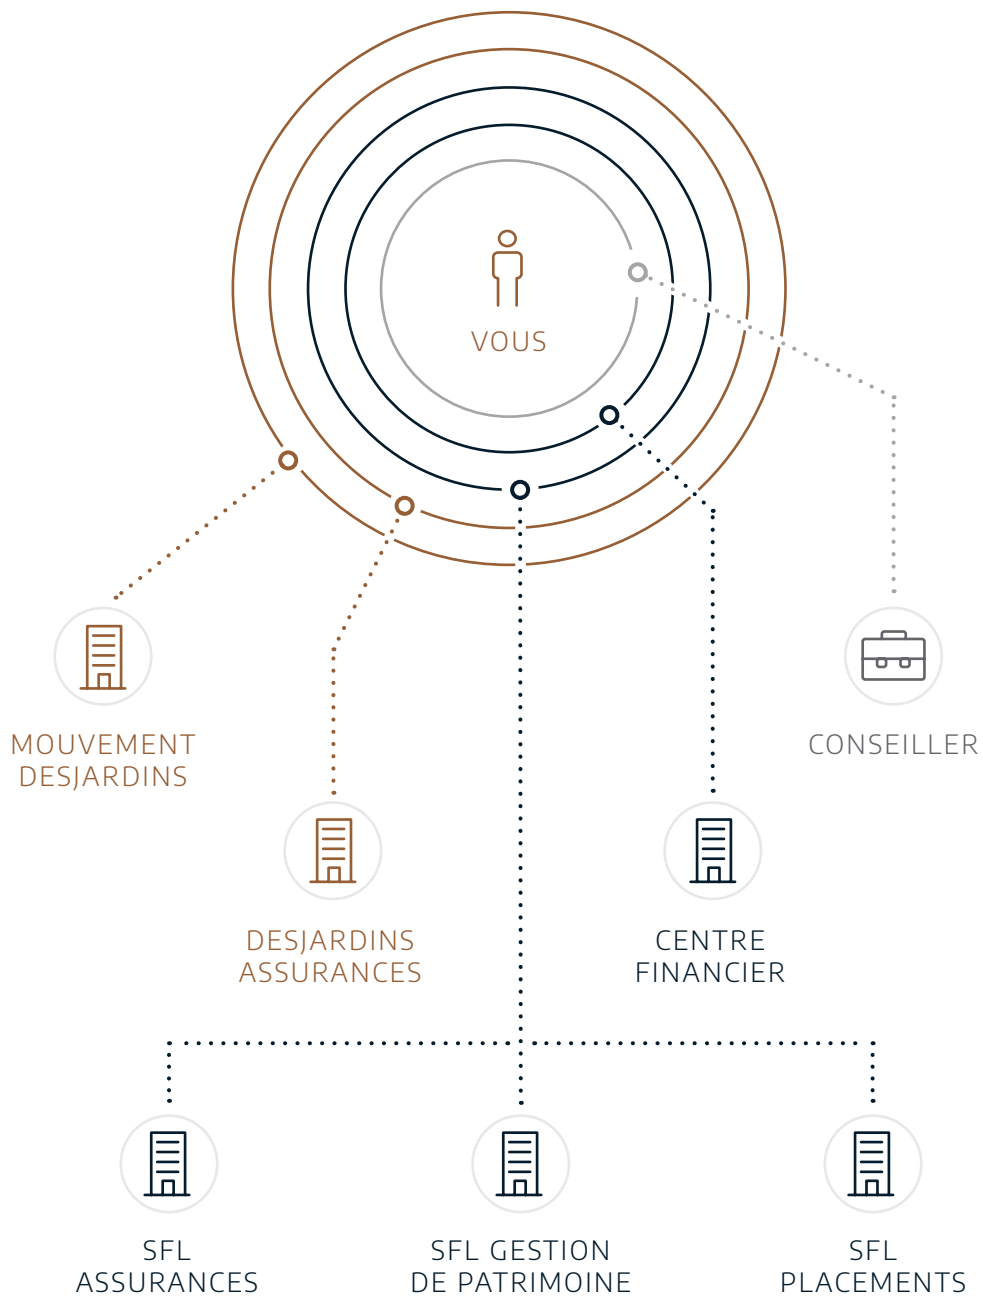 VOUS
MOUVEMENT
DESJARDINS
CONSEILLER
DESJARDINS
ASSURANCES
CENTRE
FINANCIER
SFL
ASSURANCES
SFL GESTION
DE PATRIMOINE
SFL
PLACEMENTS